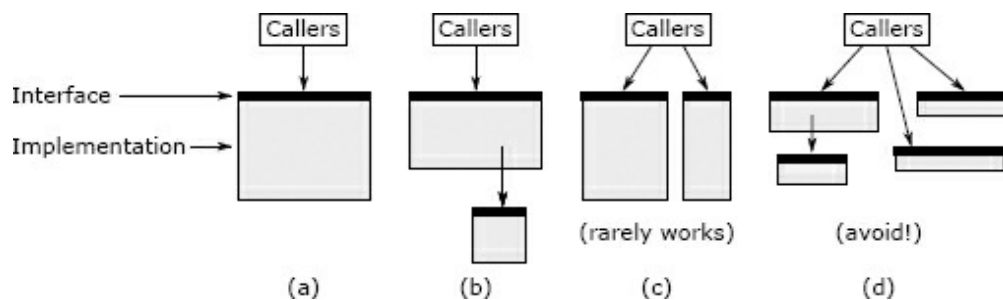 Callers Callers Callers Callers
Interface
Implementation
(rarely works) (avoid!)
(a) (b) (c) (d)